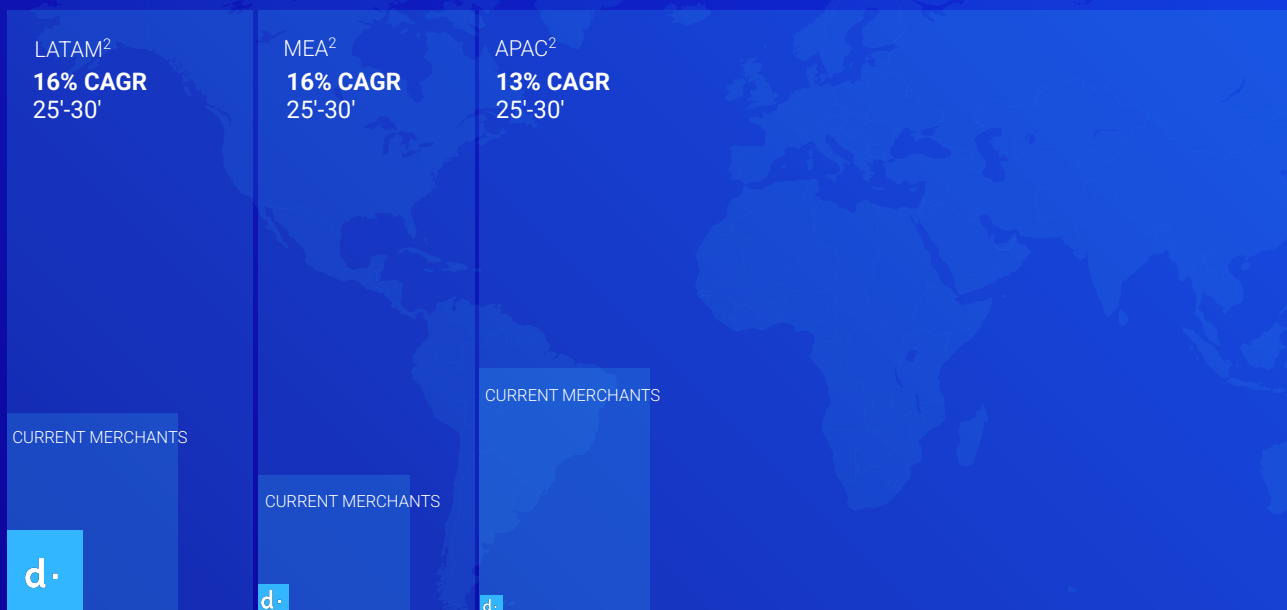 LATAM²
16% CAGR
25'-30'
MEA²
16% CAGR
25'-30'
APAC²
13% CAGR
25'-30'
CURRENT MERCHANTS
CURRENT MERCHANTS
CURRENT MERCHANTS
d·
d·
d·